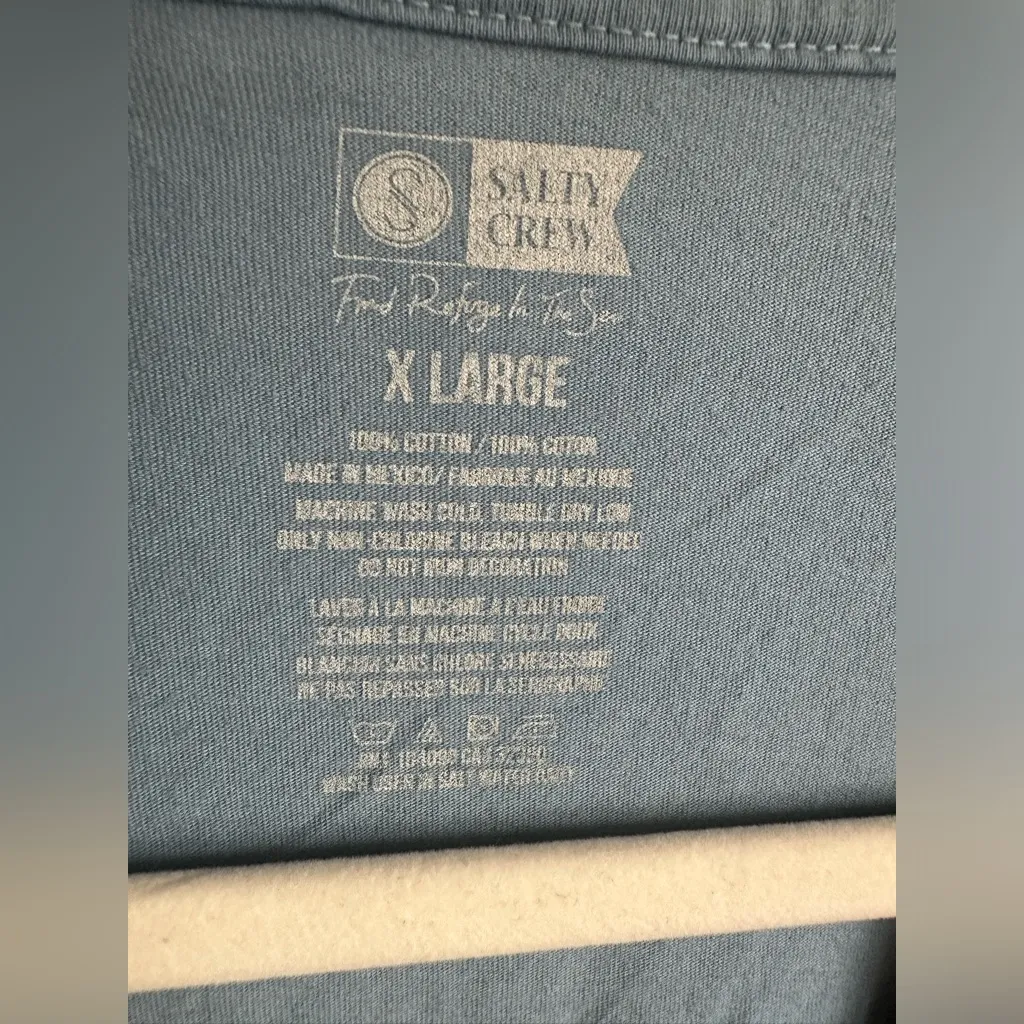 S
SALTY
CREW
Find Refuge In The Sea
X LARGE
100% COTTON / 100% COTON
MADE IN MEXICO/ FABRIQUE AU MEXIQUE
MACHINE WASH COLD, TUMBLE DRY LOW
ONLY NON-CHLORINE BLEACH WHEN NEEDED
DO NOT IRON DECORATION
LAVER A LA MACHINE A L'EAU FROIDE
SECHAGE EN MACHINE CYCLE DOUX
BLANCHIR SANS CHLORE SI NECESSAIRE
NE PAS REPASSER SUR LA SERIGRAPHIE
CA
WASH USER IN SALT WATER ONLY